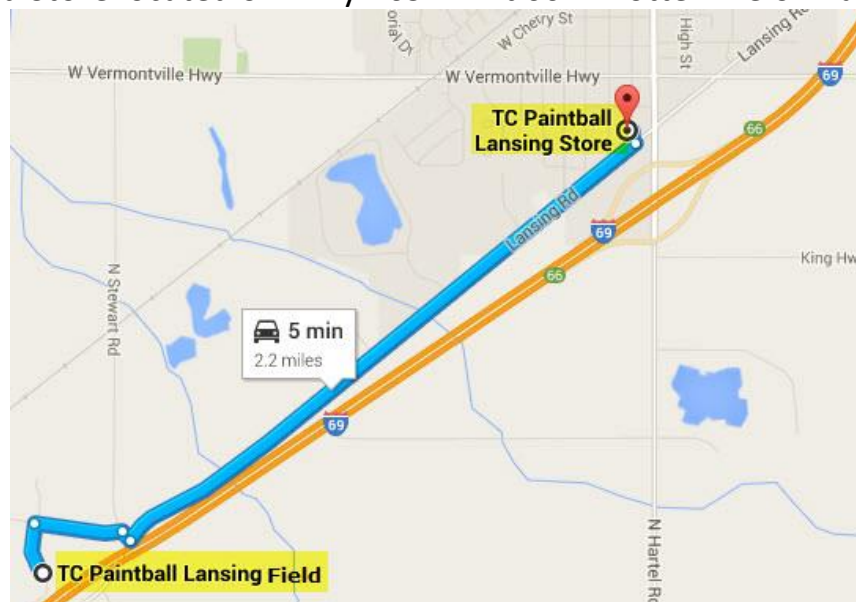 W Cherry St
High St
Lansing Rd
W Vermontville Hwy
W Vermontville Hwy
69
TC Paintball
Lansing Store
66
Lansing Rd
69
King Hw
66
N Stewart Rd
5 min
2.2 miles
69
N Hartel Rd
TC Paintball Lansing Field